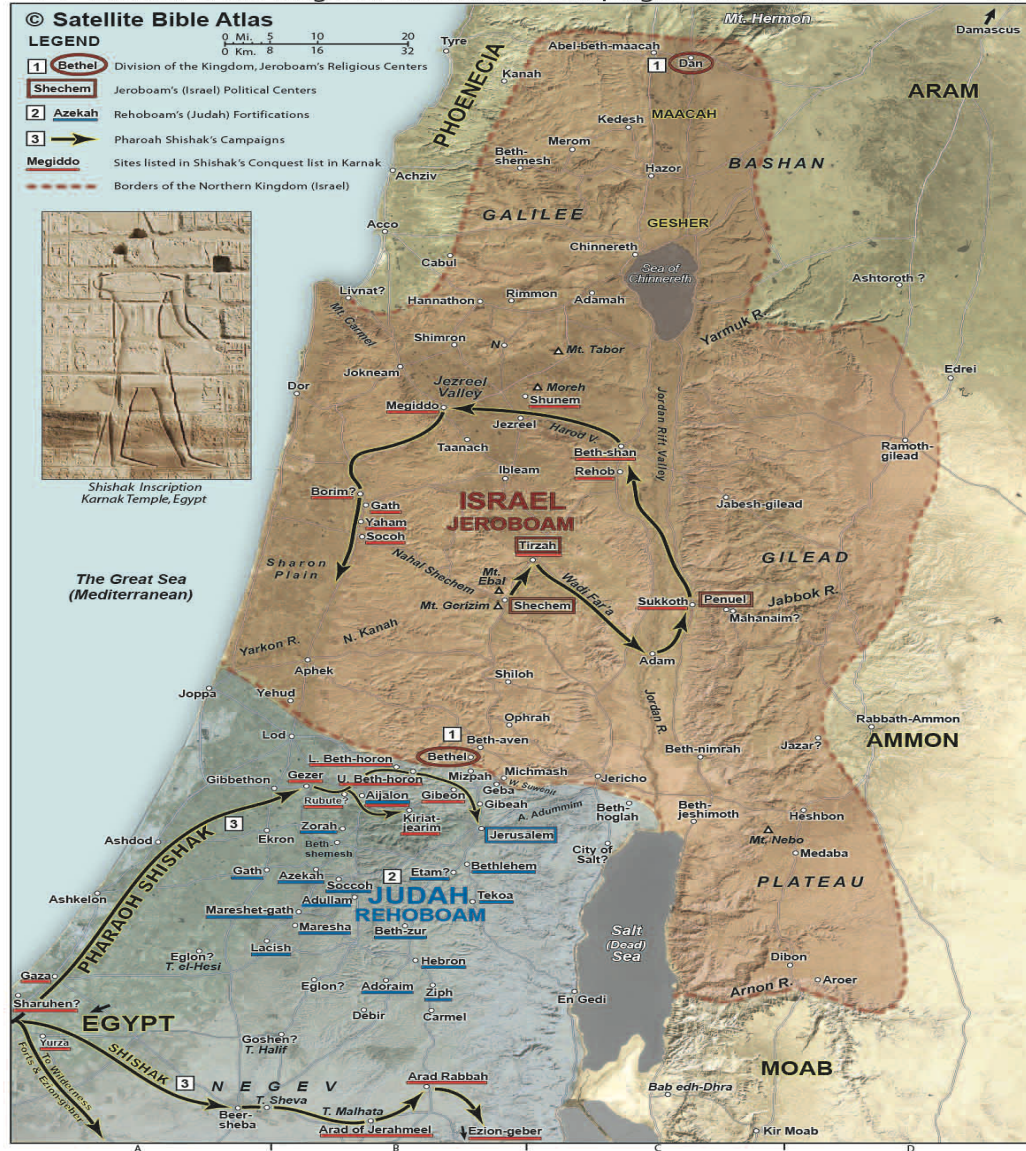 © Satellite Bible Atlas
LEGEND
0 Mi. 10 20
0 Km. 8 16 32
1 Bethel Division of the Kingdom, Jeroboam's Religious Centers
Shechem Jeroboam's (Israel) Political Centers
2 Azekah Rehoboam's (Judah) Fortifications
3 Pharoah Shishak's Campaigns
Megiddo Sites listed in Shishak's Conquest list in Karnak
Borders of the Northern Kingdom (Israel)
Shishak Inscription
Karnak Temple, Egypt
Mt. Hermon
Damascus
Tyre
Abel-beth-maacah
1
Dan
Kanah
PHOENECIA
ARAM
MAACAH
Kedesh
Merom
Beth-
shemesh
BASHAN
Hazor
Achziv
GALILEE
GESHER
Acco
Chinnereth
Cabul
Sea of
Chinnereth
Ashtoroth ?
Livnat?
Hannathon
Rimmon
Adamah
Mt. Carmel
Yarmuk R.
Shimron
N
Mt. Tabor
Jokneam
Edrei
Dor
Jezreel
Valley
Moreh
Shunem
Megiddo
Jezreel
Harod V.
Jordan Rift Valley
Taanach
Beth-shan
Ramoth-
gilead
Ibleam
Rehob
Borim?
Gath
Yaham
Socoh
ISRAEL
JEROBOAM
Jabesh-gilead
Tirzah
GILEAD
Sharon
Plain
Nahal Shechem
Mt.
Ebal
Wadi Far'a
The Great Sea
(Mediterranean)
Mt. Gerizim
Shechem
Sukkoth
Penuel
Jabbok R.
Mahanaim?
Yarkon R.
N. Kanah
Adam
Aphek
Shiloh
Joppa
Yehud
Jordan R.
Ophrah
Rabbath-Ammon
Lod
1
Beth-aven
AMMON
Bethel
Beth-nimrah
Jazar?
L. Beth-horon
Gibbethon
Gezer
U. Beth-horon
Mizpah
Michmash
Jericho
Rubute?
Aijalon
Gibeon
Geba
W. Suwenit
Gibeah
A. Adummim
Beth-
hoglah
Beth-
jeshimoth
Heshbon
3
Kiriat-
jearim
Ashdod
Ekron
Zorah
Beth-
shemesh
Jerusalem
City of
Salt?
Mt. Nebo
Medaba
Gath
Azekah
Soccoh
2
Etam?
Bethlehem
PLATEAU
Ashkelon
Adullam
JUDAH
REHOBOAM
Tekoa
Mareshet-gath
Maresha
Beth-zur
PHARAOH SHISHAK
Lacish
Salt
(Dead)
Sea
Eglon?
T. el-Hesi
Hebron
Dibon
Gaza
Eglon?
Adoraim
Ziph
Aroer
Arnon R.
Sharuhen?
En Gedi
EGYPT
Debir
Carmel
Yurza
Goshen?
T. Halif
To Wilderness
Forts & Ezion-geber
SHISHAK
MOAB
3
NEGEV
Arad Rabbah
Bab edh-Dhra
T. Sheva
T. Malhata
Beer-
sheba
Arad of Jerahmeel
Ezion-geber
Kir Moab
A B C D